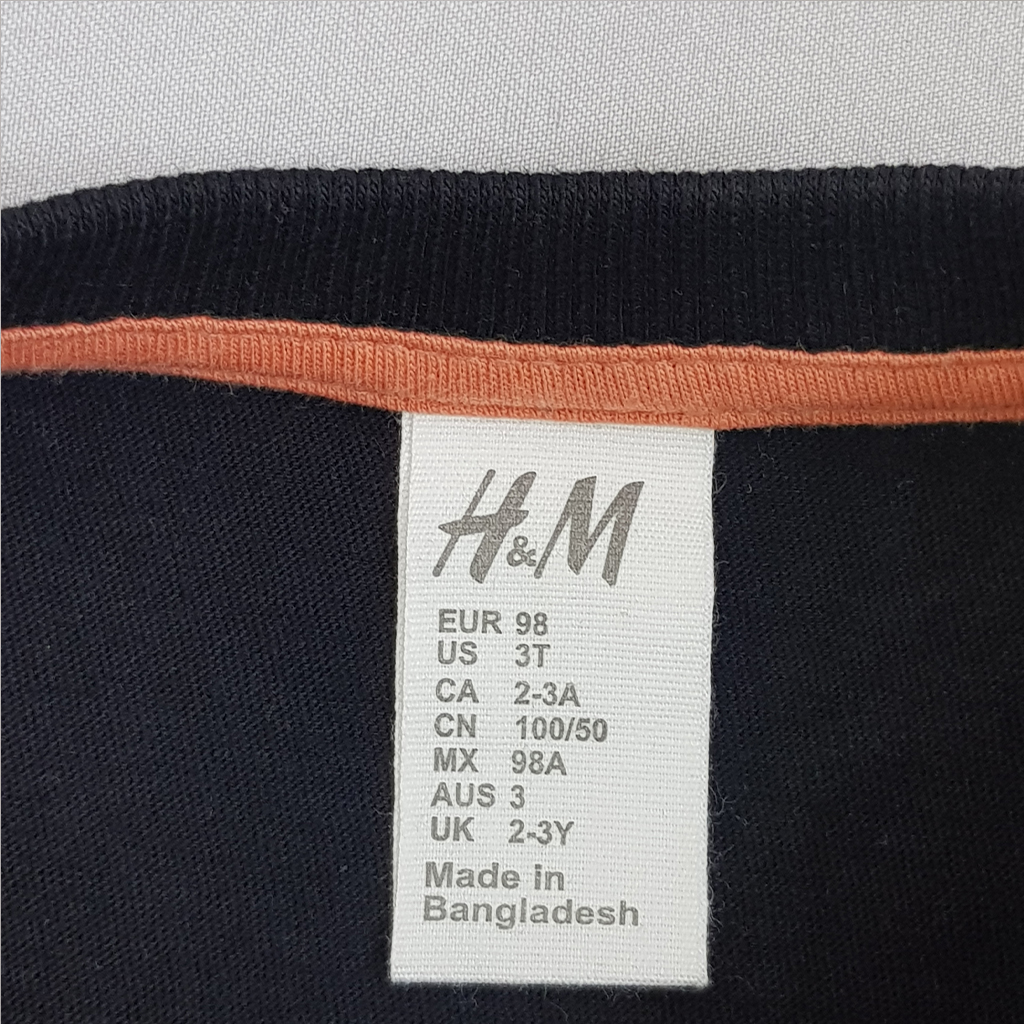 H&M
EUR 98
US 3T
CA 2-3A
CN 100/50
MX 98A
AUS 3
UK 2-3Y
Made in
Bangladesh